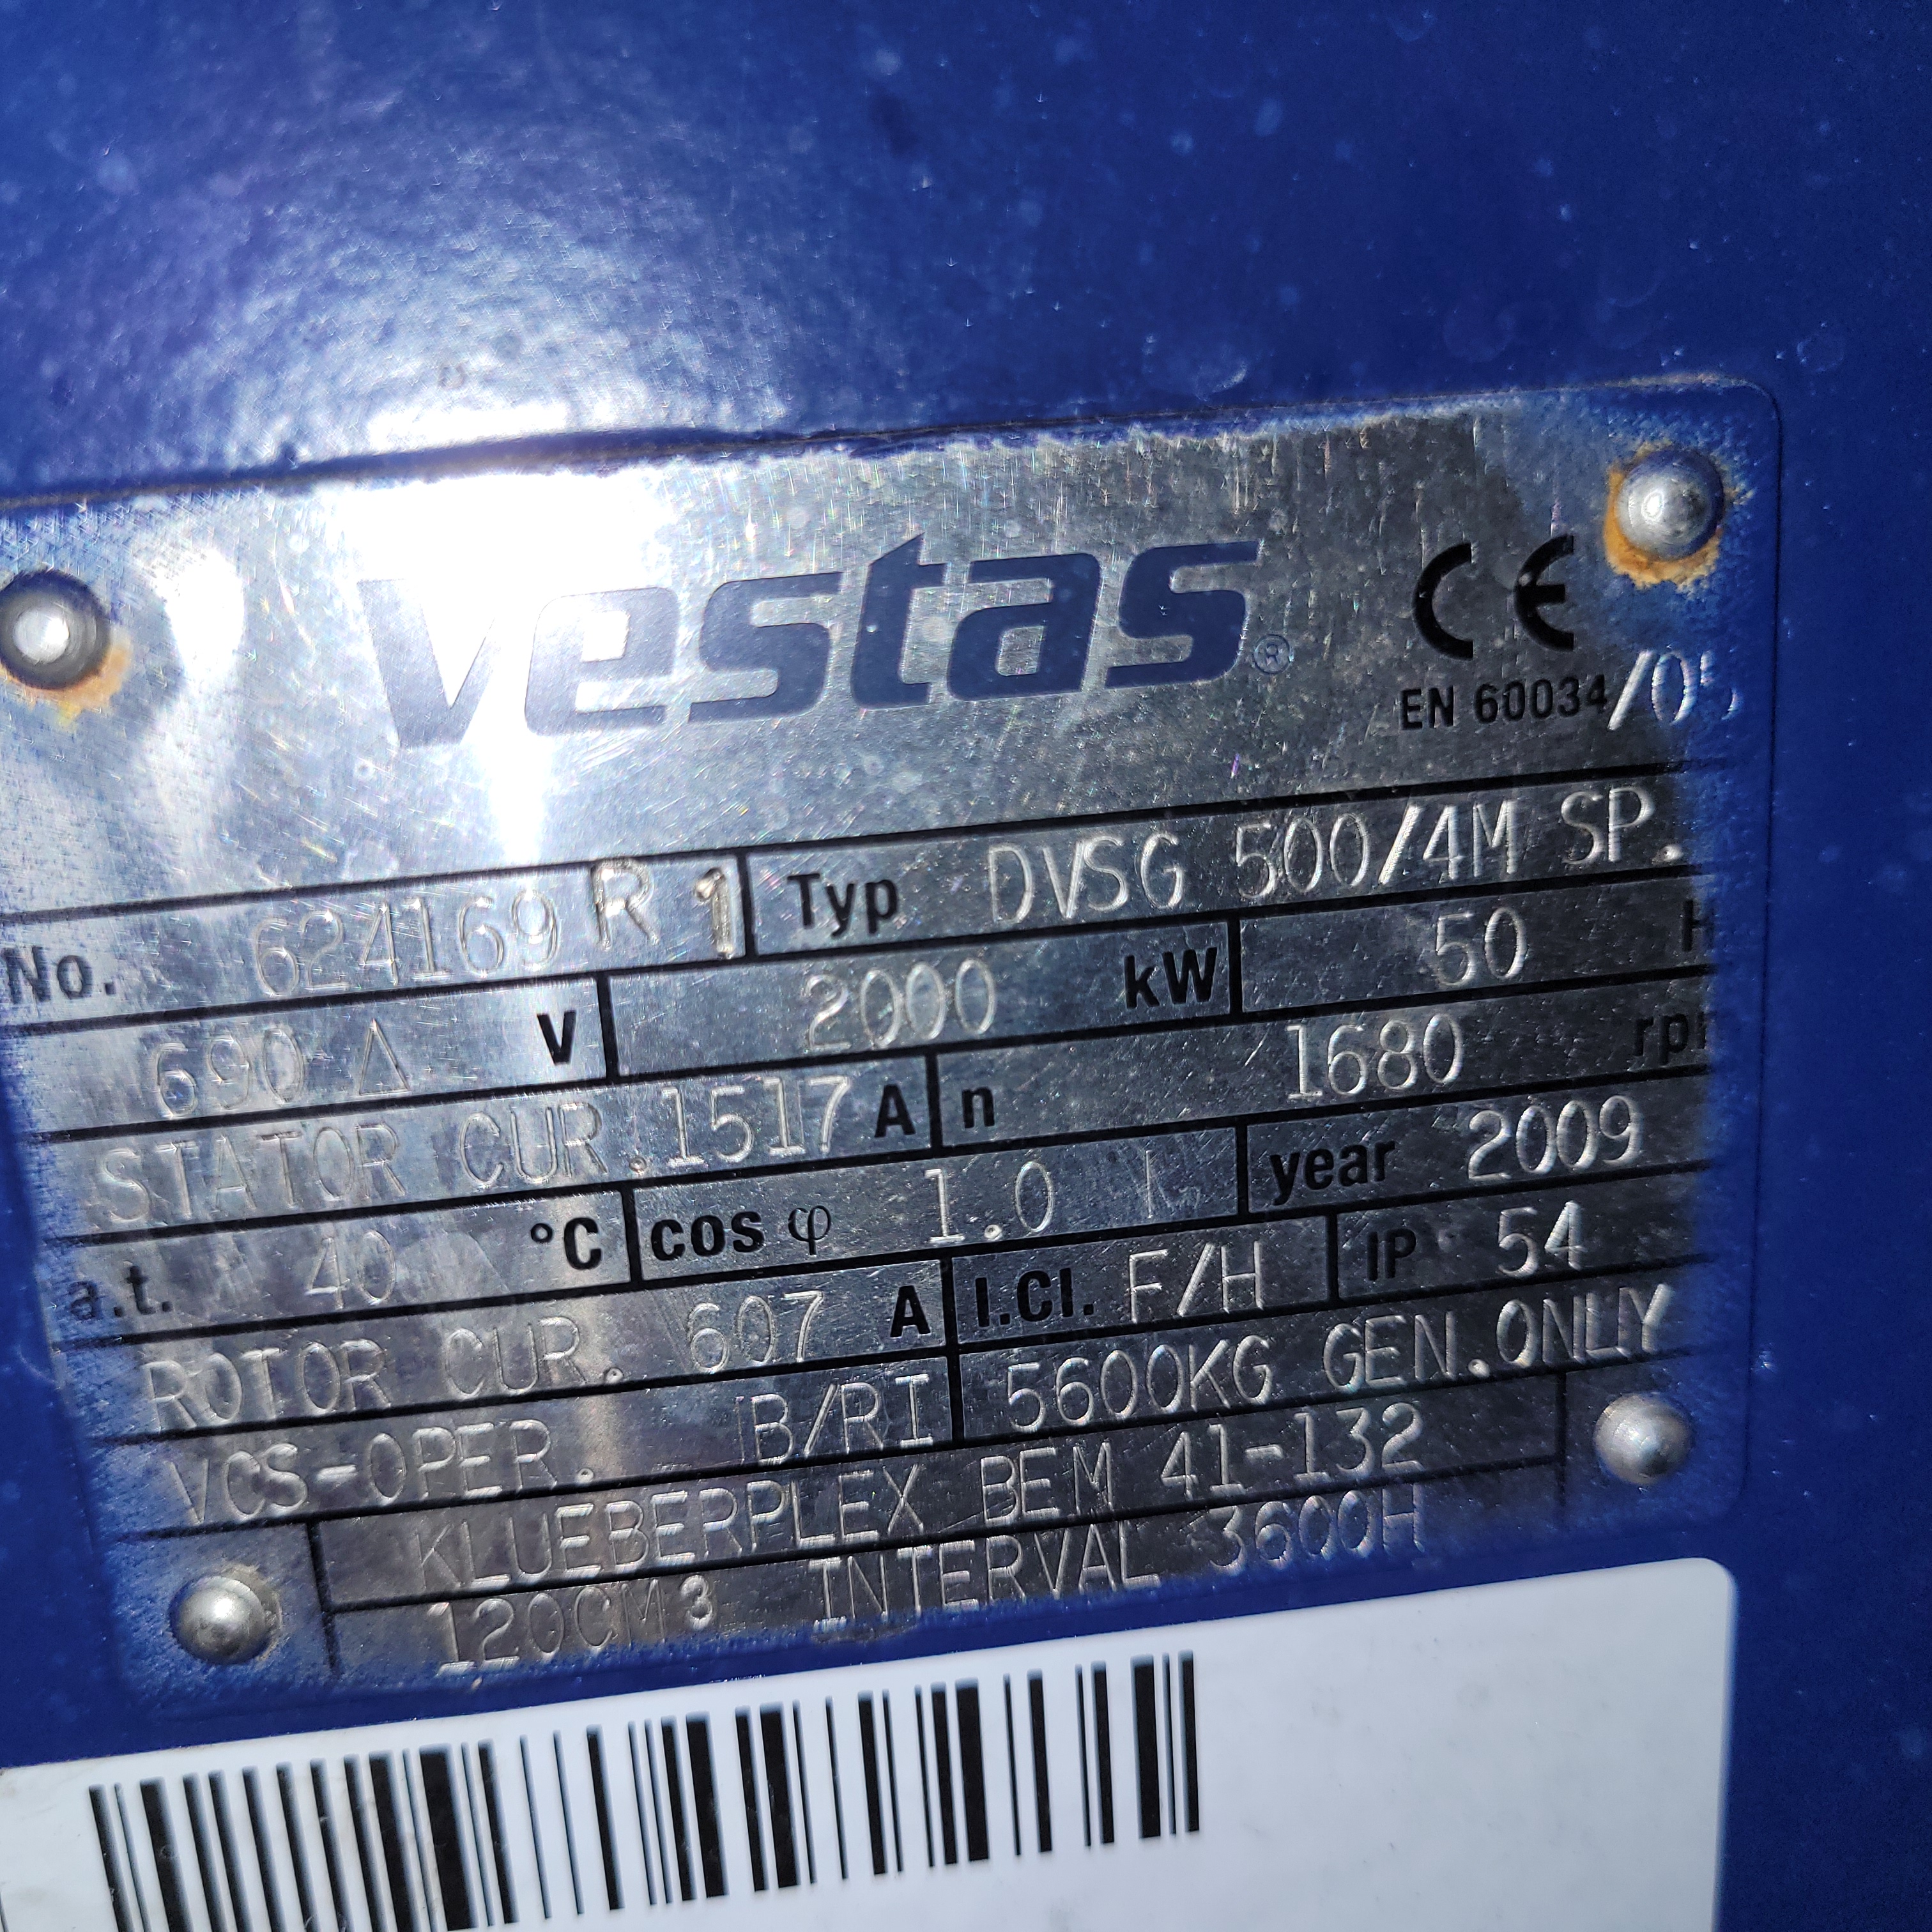 Vestas®
CE
EN 60034/05
No. 624169 R 1 Typ DVSG 500/4M SP.
690 Δ V 2000 kW 50 H
STATOR CUR. 1517 A n 1680 rp
a.t. 40 °C cos φ 1.0 year 2009
ROTOR CUR. 607 A I.Cl. F/H IP 54
VCS-OPER. B/RI 5600KG GEN.ONLIY
KLUEBERPLEX BEM 41-132
120CM3 INTERVAL 3600H